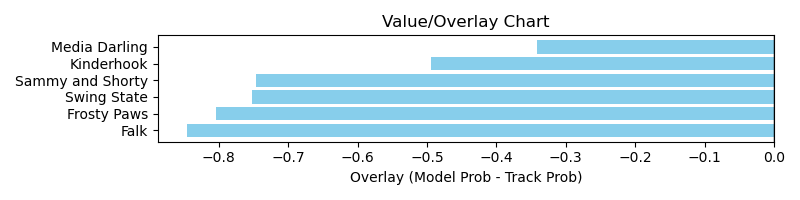 Value/Overlay Chart
Media Darling
Kinderhook
Sammy and Shorty
Swing State
Frosty Paws
Falk
−0.8 −0.7 −0.6 −0.5 −0.4 −0.3 −0.2 −0.1 0.0
Overlay (Model Prob - Track Prob)